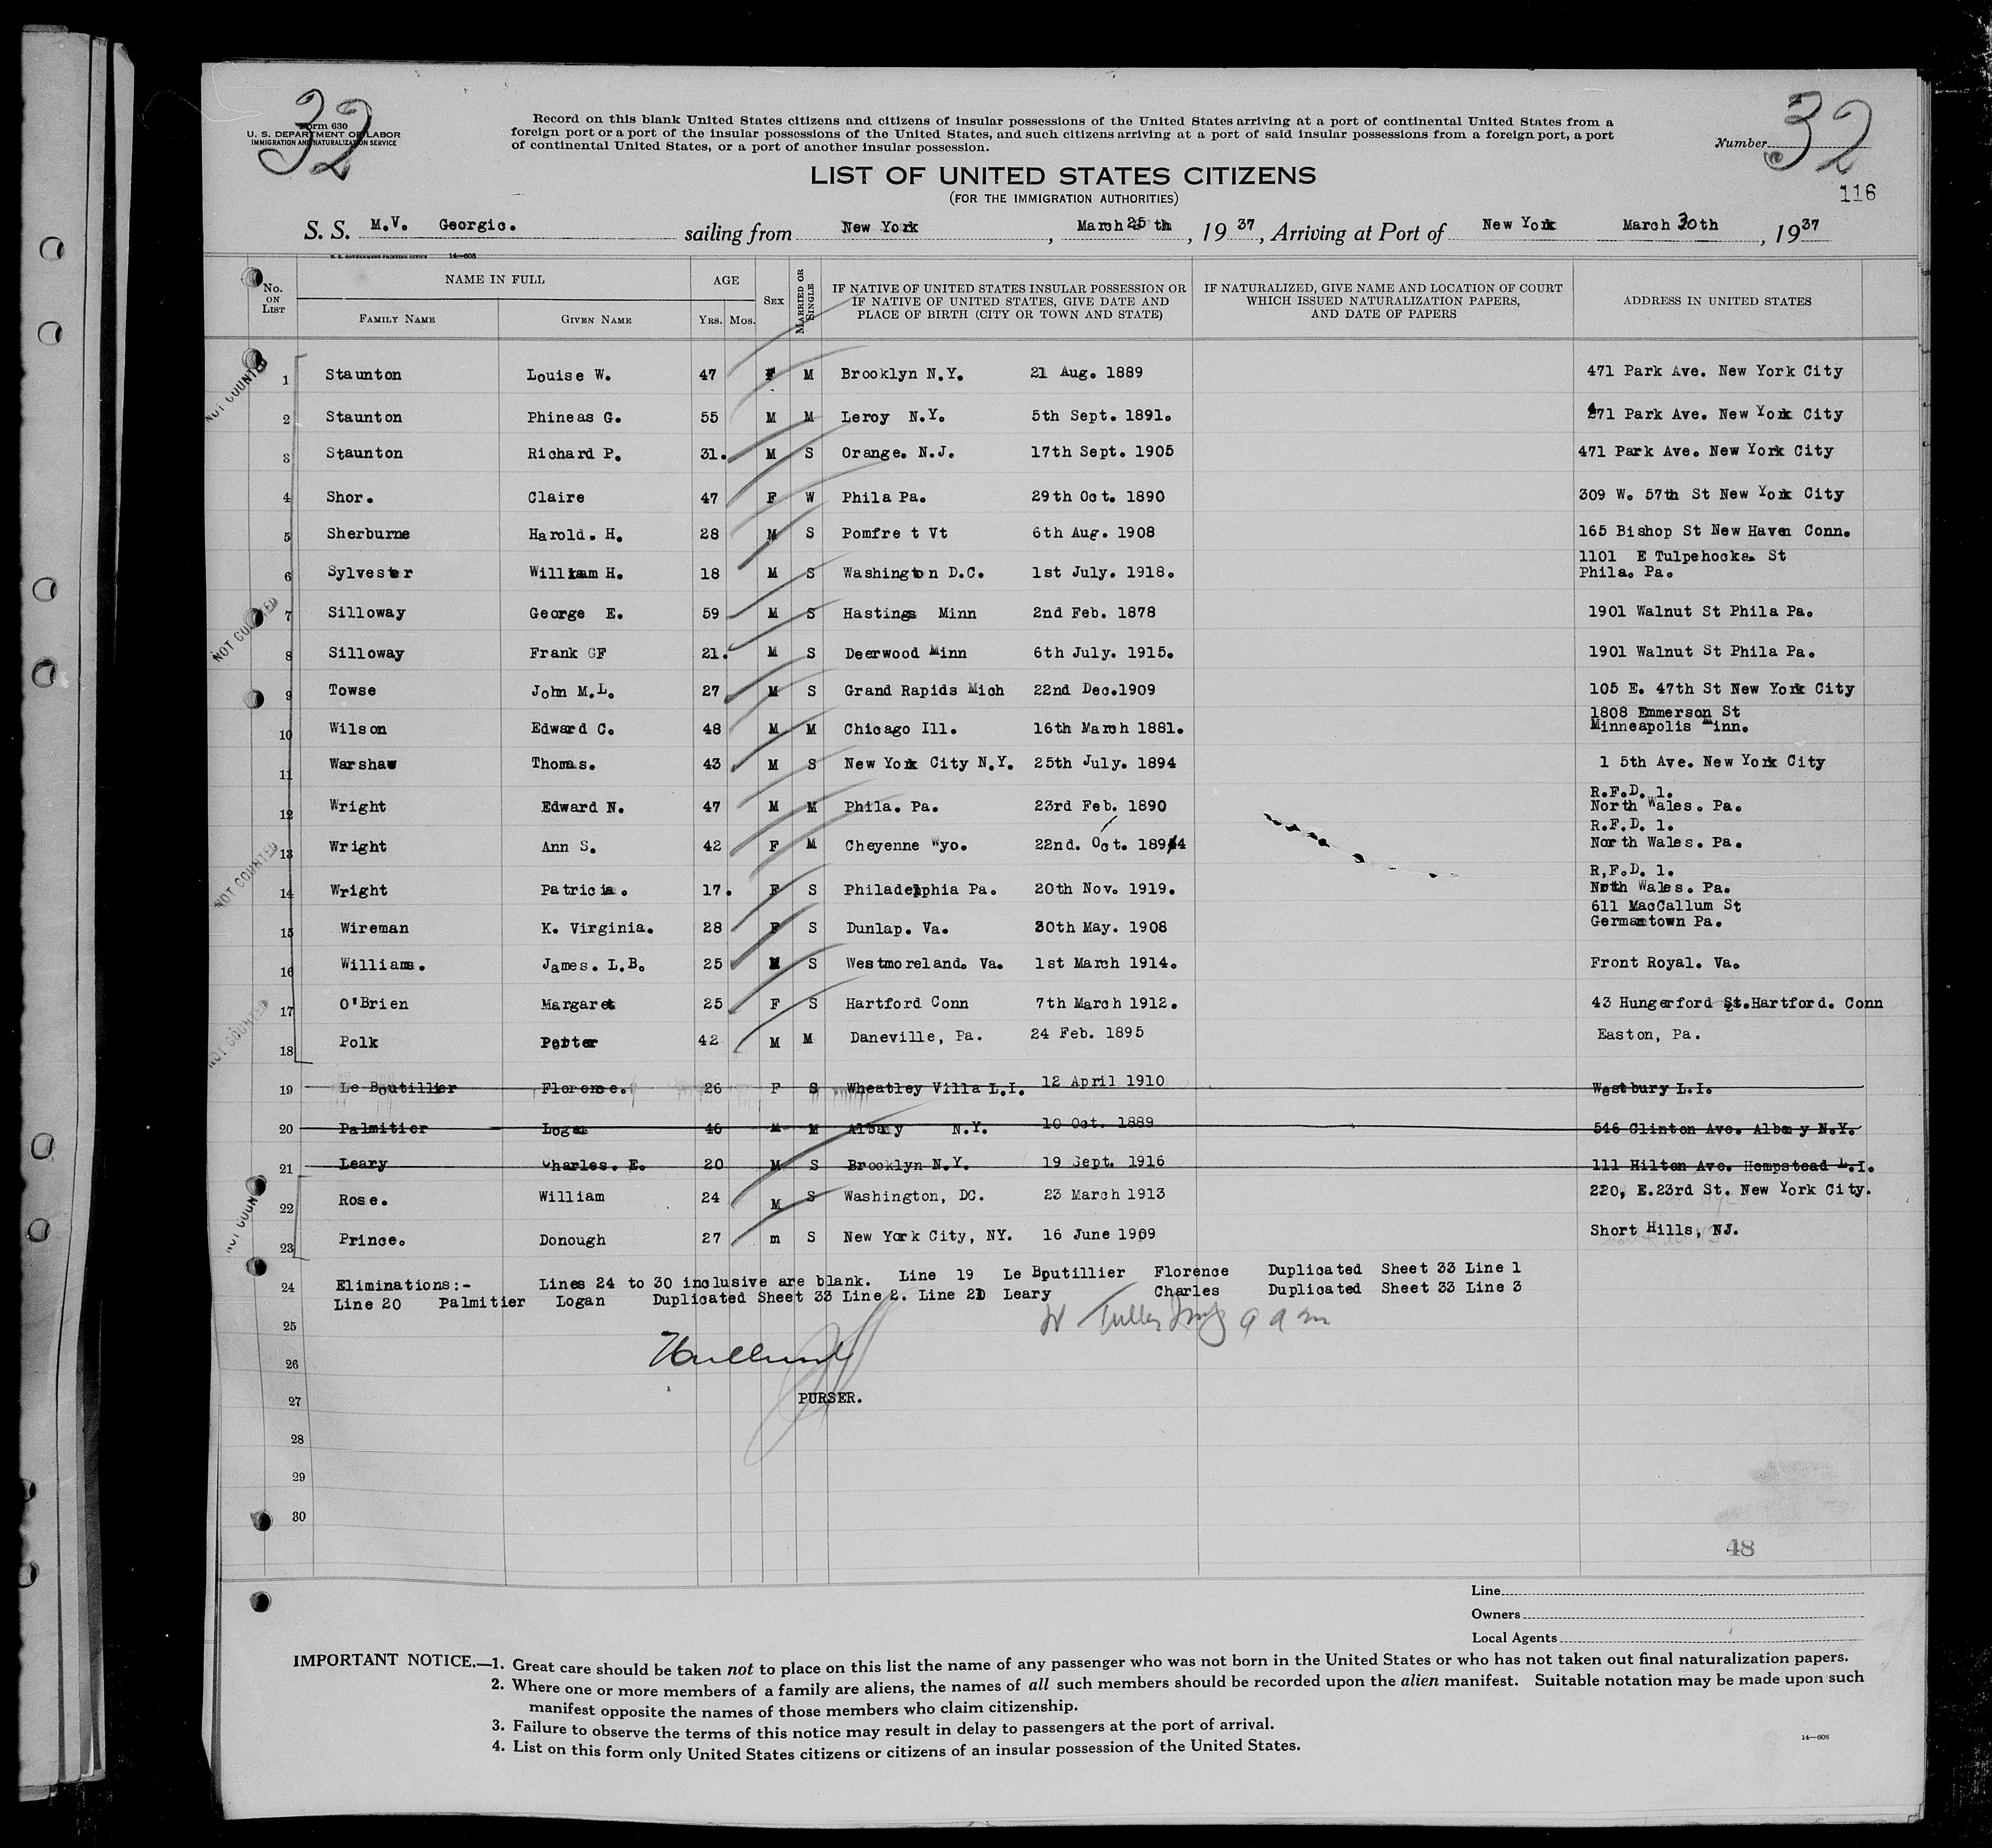 32
Form 630
U. S. DEPARTMENT OF LABOR
IMMIGRATION AND NATURALIZATION SERVICE
Record on this blank United States citizens and citizens of insular possessions of the United States arriving at a port of continental United States from a
foreign port or a port of the insular possessions of the United States, and such citizens arriving at a port of said insular possessions from a foreign port, a port
of continental United States, or a port of another insular possession.
Number 32
116
LIST OF UNITED STATES CITIZENS
(FOR THE IMMIGRATION AUTHORITIES)
S. S. M.V. Georgic. sailing from New York, March 25 th, 1937, Arriving at Port of New York March 30th, 1937
U. S. GOVERNMENT PRINTING OFFICE 14—608
No. ON LIST
NAME IN FULL
FAMILY NAME GIVEN NAME
AGE
YRS. MOS.
SEX
MARRIED OR SINGLE
IF NATIVE OF UNITED STATES INSULAR POSSESSION OR
IF NATIVE OF UNITED STATES, GIVE DATE AND
PLACE OF BIRTH (CITY OR TOWN AND STATE)
IF NATURALIZED, GIVE NAME AND LOCATION OF COURT
WHICH ISSUED NATURALIZATION PAPERS,
AND DATE OF PAPERS
ADDRESS IN UNITED STATES
NOT COUNTED
1 Staunton Louise W. 47 F M Brooklyn N.Y. 21 Aug. 1889 471 Park Ave. New York City
2 Staunton Phineas G. 55 M M Leroy N.Y. 5th Sept. 1891. 471 Park Ave. New York City
3 Staunton Richard P. 31. M S Orange. N.J. 17th Sept. 1905 471 Park Ave. New York City
4 Shor. Claire 47 F W Phila Pa. 29th Oct. 1890 309 W. 57th St New York City
5 Sherburne Harold. H. 28 M S Pomfre t Vt 6th Aug. 1908 165 Bishop St New Haven Conn.
1101 E Tulpehocka St
6 Sylvester William H. 18 M S Washington D.C. 1st July. 1918. Phila. Pa.
NOT COUNTED
7 Silloway George E. 59 M S Hastings Minn 2nd Feb. 1878 1901 Walnut St Phila Pa.
8 Silloway Frank GF 21. M S Deerwood Minn 6th July. 1915. 1901 Walnut St Phila Pa.
9 Towse John M.L. 27 M S Grand Rapids Mich 22nd Dec.1909 105 E. 47th St New York City
1808 Emmerson St
10 Wilson Edward C. 48 M M Chicago Ill. 16th March 1881. Minneapolis Minn.
11 Warshaw Thomas. 43 M S New York City N.Y. 25th July. 1894 1 5th Ave. New York City
R.F.D. 1.
12 Wright Edward N. 47 M M Phila. Pa. 23rd Feb. 1890 North Wales. Pa.
R.F.D. 1.
13 Wright Ann S. 42 F M Cheyenne Wyo. 22nd. Oct. 1894 North Wales. Pa.
NOT COUNTED
R,F.D. 1.
14 Wright Patricia. 17. F S Philadelphia Pa. 20th Nov. 1919. Noth Wales. Pa.
611 MacCallum St
15 Wireman K. Virginia. 28 F S Dunlap. Va. 30th May. 1908 Germantown Pa.
16 Williams. James. L.B. 25 M S Westmoreland. Va. 1st March 1914. Front Royal. Va.
17 O'Brien Margaret 25 F S Hartford Conn 7th March 1912. 43 Hungerford St.Hartford. Conn
NOT COUNTED
18 Polk Porter 42 M M Daneville, Pa. 24 Feb. 1895 Easton, Pa.
19 Le Boutillier Florence. 26 F S Wheatley Villa L.I. 12 April 1910 Westbury L.I.
20 Palmitier Logan 46 M M Albany N.Y. 10 Oct. 1889 546 Clinton Ave. Albany N.Y.
21 Leary Charles. E. 20 M S Brooklyn N.Y. 19 Sept. 1916 111 Hilton Ave. Hempstead L.I.
22 Rose. William 24 M S Washington, DC. 23 March 1913 220, E.23rd St. New York City.
NOT COUN
23 Prince. Donough 27 m S New York City, NY. 16 June 1909 Short Hills, NJ.
24 Eliminations:- Lines 24 to 30 inclusive are blank. Line 19 Le Boutillier Florence Duplicated Sheet 33 Line 1
Line 20 Palmitier Logan Duplicated Sheet 33 Line 2. Line 21 Leary Charles Duplicated Sheet 33 Line 3
25
26
27 PURSER.
28
29
30
48
Line
Owners
Local Agents
IMPORTANT NOTICE.—1. Great care should be taken not to place on this list the name of any passenger who was not born in the United States or who has not taken out final naturalization papers.
2. Where one or more members of a family are aliens, the names of all such members should be recorded upon the alien manifest. Suitable notation may be made upon such
manifest opposite the names of those members who claim citizenship.
3. Failure to observe the terms of this notice may result in delay to passengers at the port of arrival.
4. List on this form only United States citizens or citizens of an insular possession of the United States.
14—608